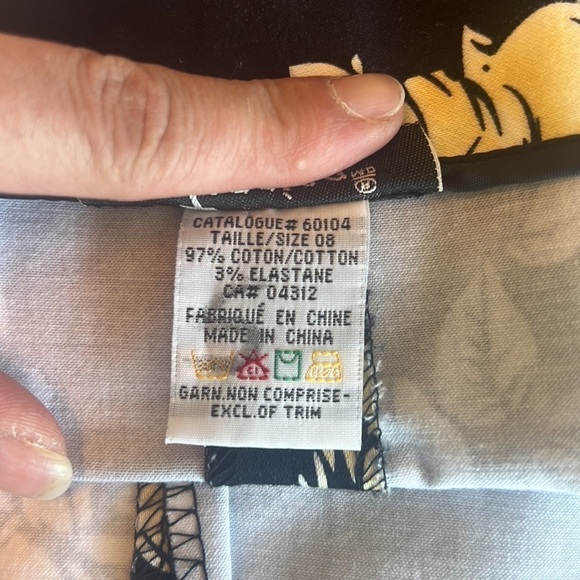 CATALOGUE# 60104
TAILLE/SIZE 08
97% COTON/COTTON
3% ELASTANE
CA# 04312
FABRIQUÉ EN CHINE
MADE IN CHINA
CL
GARN.NON COMPRISE-
EXCL.OF TRIM